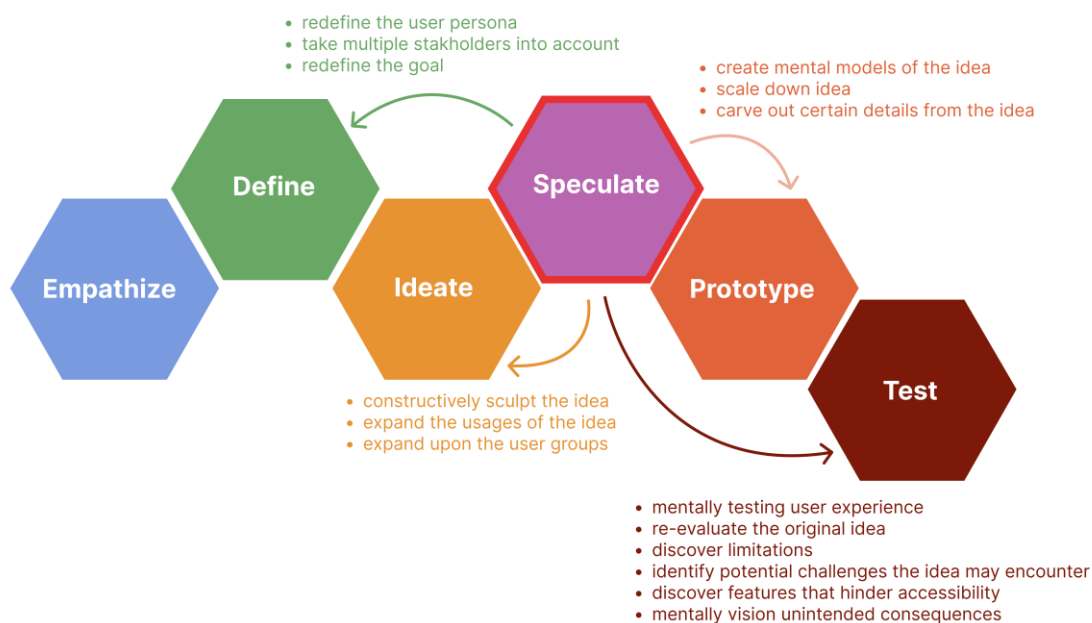 • redefine the user persona
• take multiple stakholders into account
• redefine the goal
• create mental models of the idea
• scale down idea
• carve out certain details from the idea
Define
Speculate
Empathize
Ideate
Prototype
Test
• constructively sculpt the idea
• expand the usages of the idea
• expand upon the user groups
• mentally testing user experience
• re-evaluate the original idea
• discover limitations
• identify potential challenges the idea may encounter
• discover features that hinder accessibility
• mentally vision unintended consequences